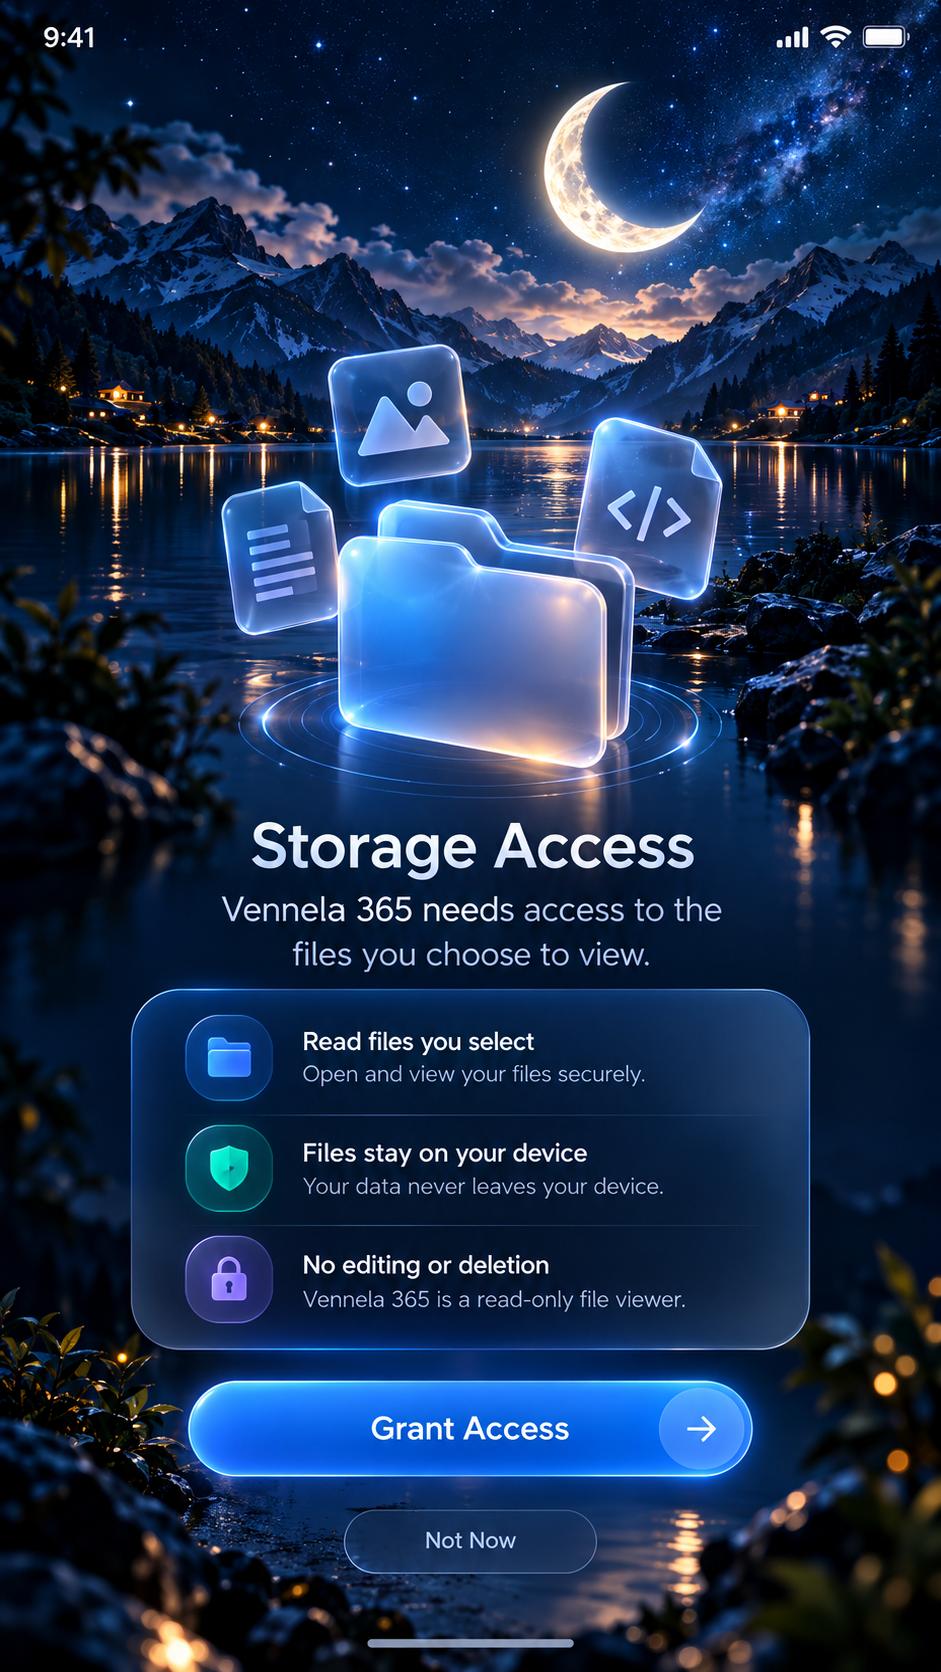 9:41
</>
Storage Access
Vennela 365 needs access to the
files you choose to view.
Read files you select
Open and view your files securely.
Files stay on your device
Your data never leaves your device.
No editing or deletion
Vennela 365 is a read-only file viewer.
Grant Access
Not Now